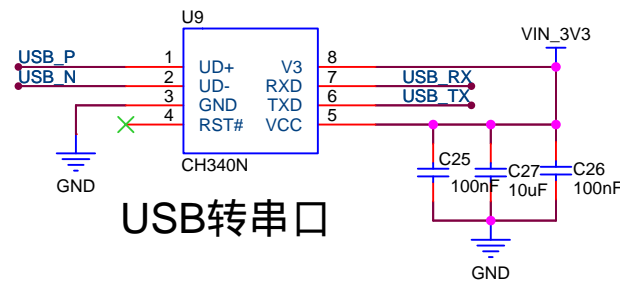 U9
VIN_3V3
USB_P 1 UD+ V3 8
USB_N 2 UD- RXD 7 USB_RX
3 GND TXD 6 USB_TX
4 RST# VCC 5
CH340N
C25
100nF
C27
10uF
C26
100nF
GND
USB转串口
GND